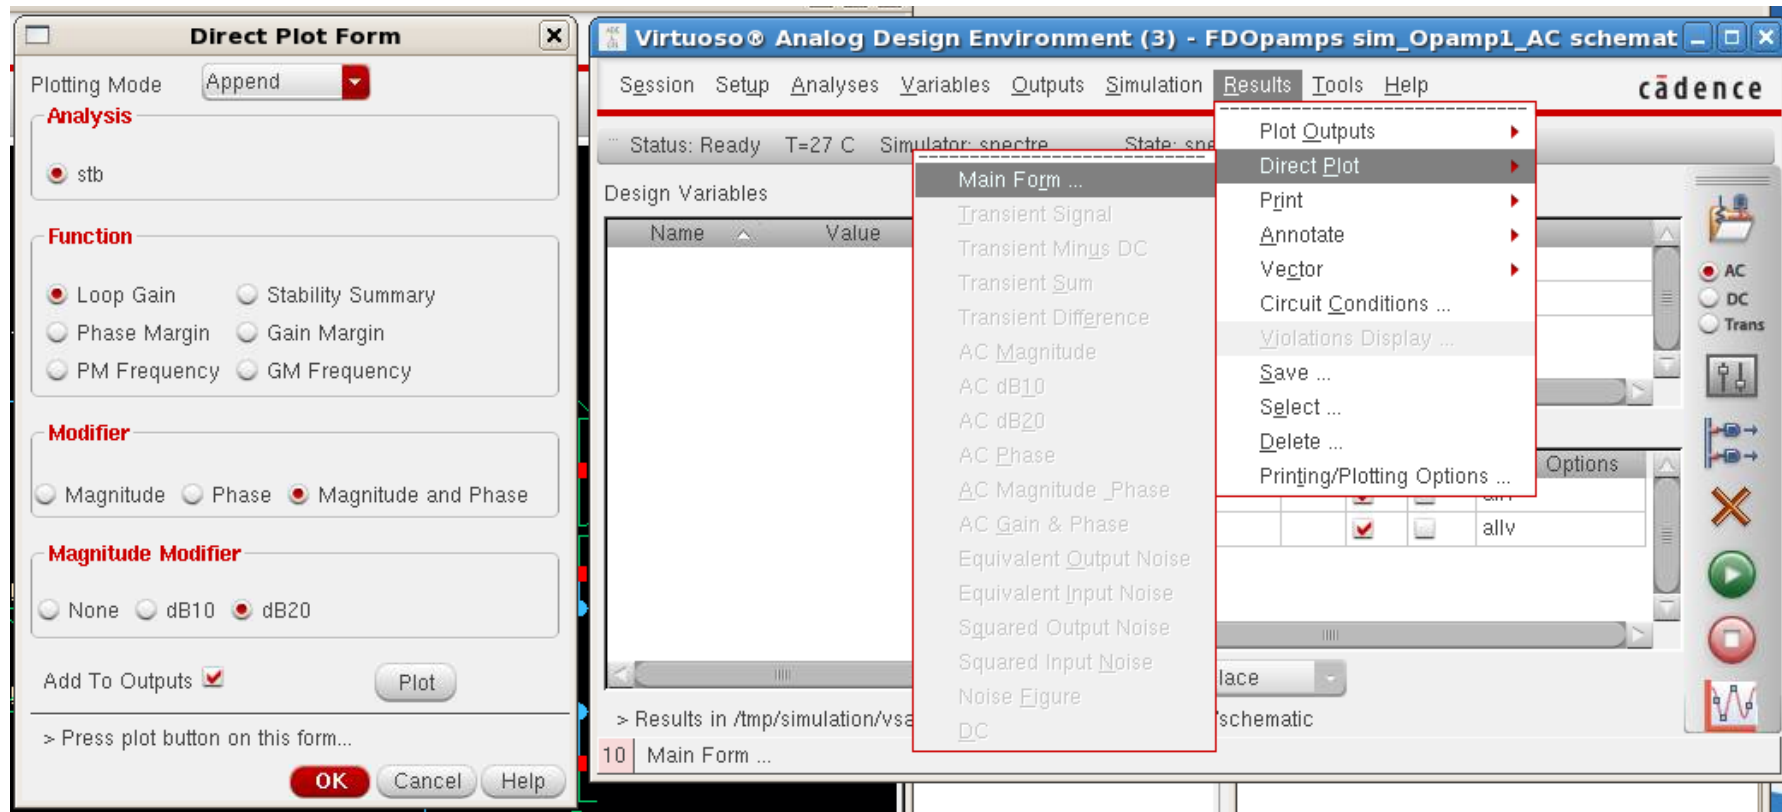 Direct Plot Form
Plotting Mode Append
Analysis
stb
Function
Loop Gain Stability Summary
Phase Margin Gain Margin
PM Frequency GM Frequency
Modifier
Magnitude Phase Magnitude and Phase
Magnitude Modifier
None dB10 dB20
Add To Outputs Plot
> Press plot button on this form...
OK Cancel Help
Virtuoso® Analog Design Environment (3) - FDOpamps sim_Opamp1_AC schemat
Session Setup Analyses Variables Outputs Simulation Results Tools Help cādence
Status: Ready T=27 C Simulator: spectre State: spe
Design Variables
Name Value
Main Form ...
Transient Signal
Transient Minus DC
Transient Sum
Transient Difference
AC Magnitude
AC dB10
AC dB20
AC Phase
AC Magnitude _Phase
AC Gain & Phase
Equivalent Output Noise
Equivalent Input Noise
Squared Output Noise
Squared Input Noise
Noise Figure
DC
Plot Outputs
Direct Plot
Print
Annotate
Vector
Circuit Conditions ...
Violations Display ...
Save ...
Select ...
Delete ...
Printing/Plotting Options ...
AC
DC
Trans
Options
allv
lace
> Results in /tmp/simulation/vsa /schematic
10 Main Form ...